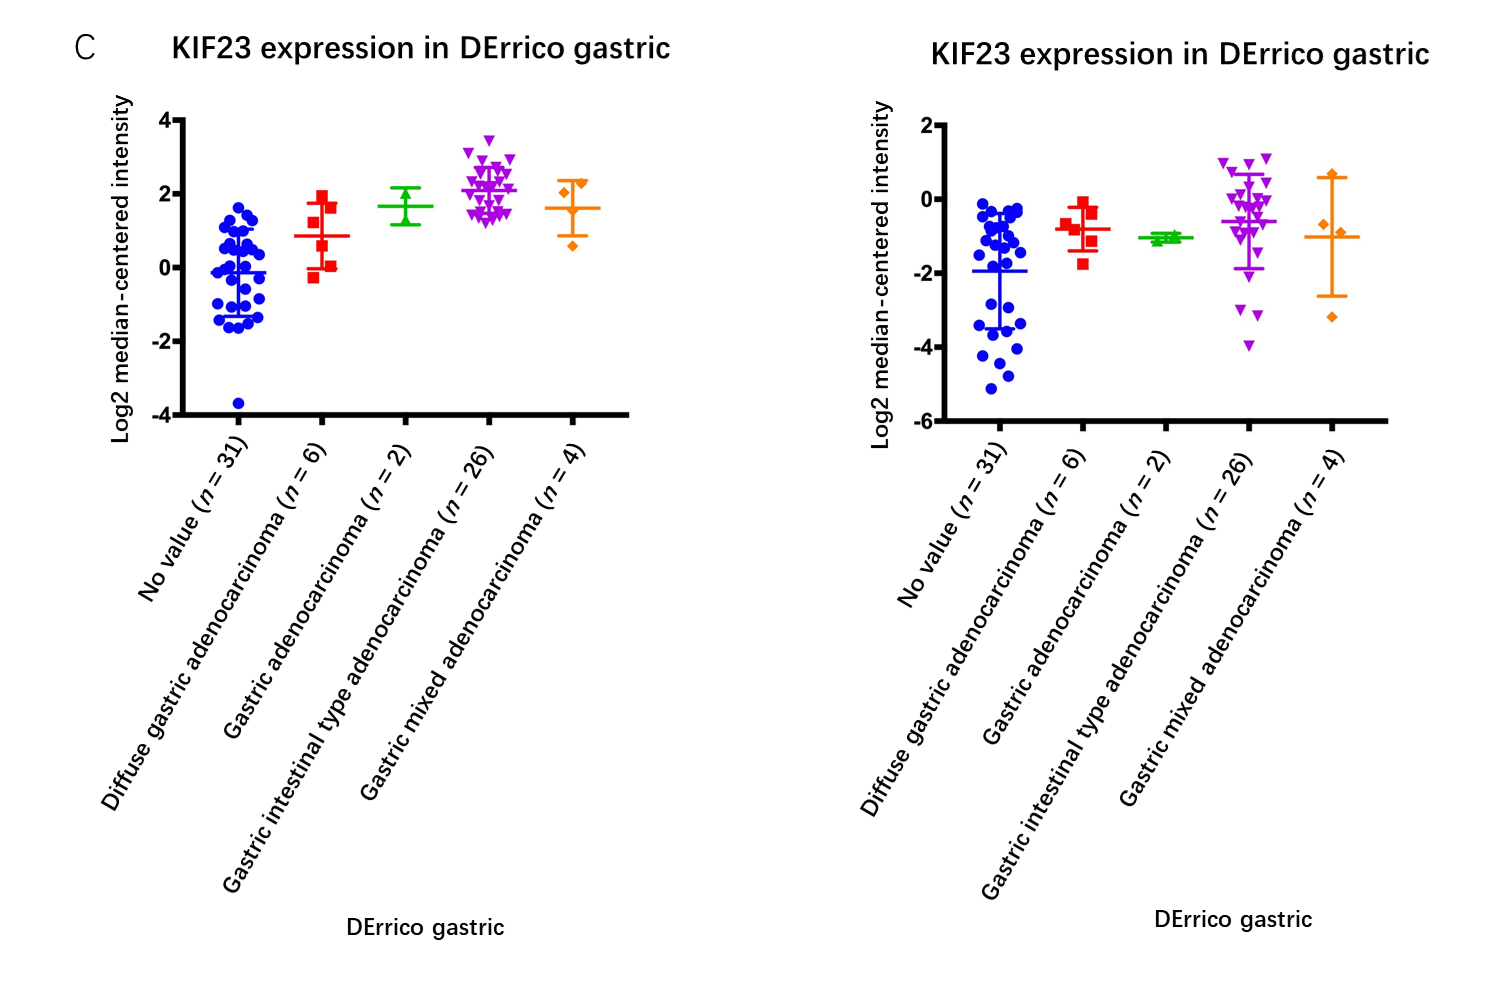 C
KIF23 expression in DErrico gastric
Log2 median-centered intensity
4
2
0
-2
-4
No value (n = 31)
Diffuse gastric adenocarcinoma (n = 6)
Gastric adenocarcinoma (n = 2)
Gastric intestinal type adenocarcinoma (n = 26)
Gastric mixed adenocarcinoma (n = 4)
DErrico gastric
KIF23 expression in DErrico gastric
Log2 median-centered intensity
2
0
-2
-4
-6
No value (n = 31)
Diffuse gastric adenocarcinoma (n = 6)
Gastric adenocarcinoma (n = 2)
Gastric intestinal type adenocarcinoma (n = 26)
Gastric mixed adenocarcinoma (n = 4)
DErrico gastric